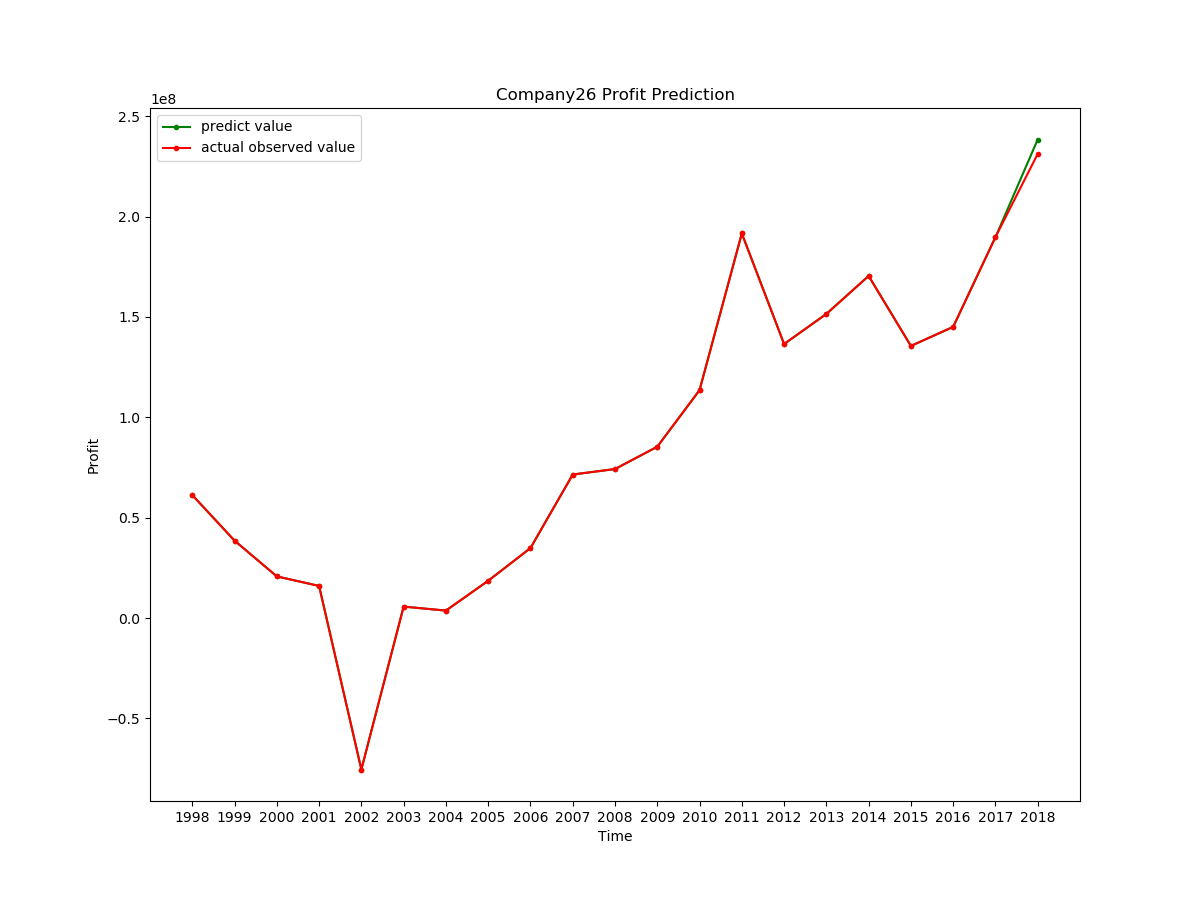 Company26 Profit Prediction
1e8
predict value
actual observed value
2.5
2.0
1.5
1.0
0.5
0.0
−0.5
Profit
1998 1999 2000 2001 2002 2003 2004 2005 2006 2007 2008 2009 2010 2011 2012 2013 2014 2015 2016 2017 2018
Time